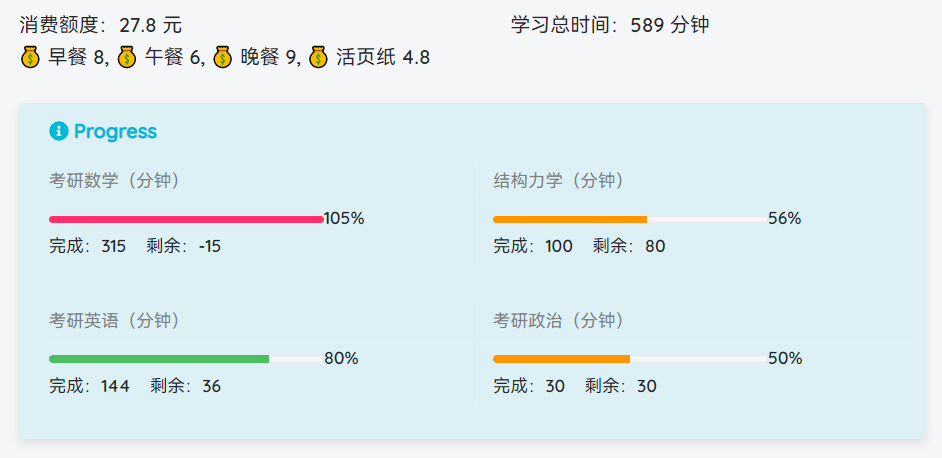 消费额度：27.8 元
学习总时间：589 分钟
早餐 8, 午餐 6, 晚餐 9, 活页纸 4.8
Progress
考研数学（分钟）
105%
完成：315 剩余：-15
结构力学（分钟）
56%
完成：100 剩余：80
考研英语（分钟）
80%
完成：144 剩余：36
考研政治（分钟）
50%
完成：30 剩余：30